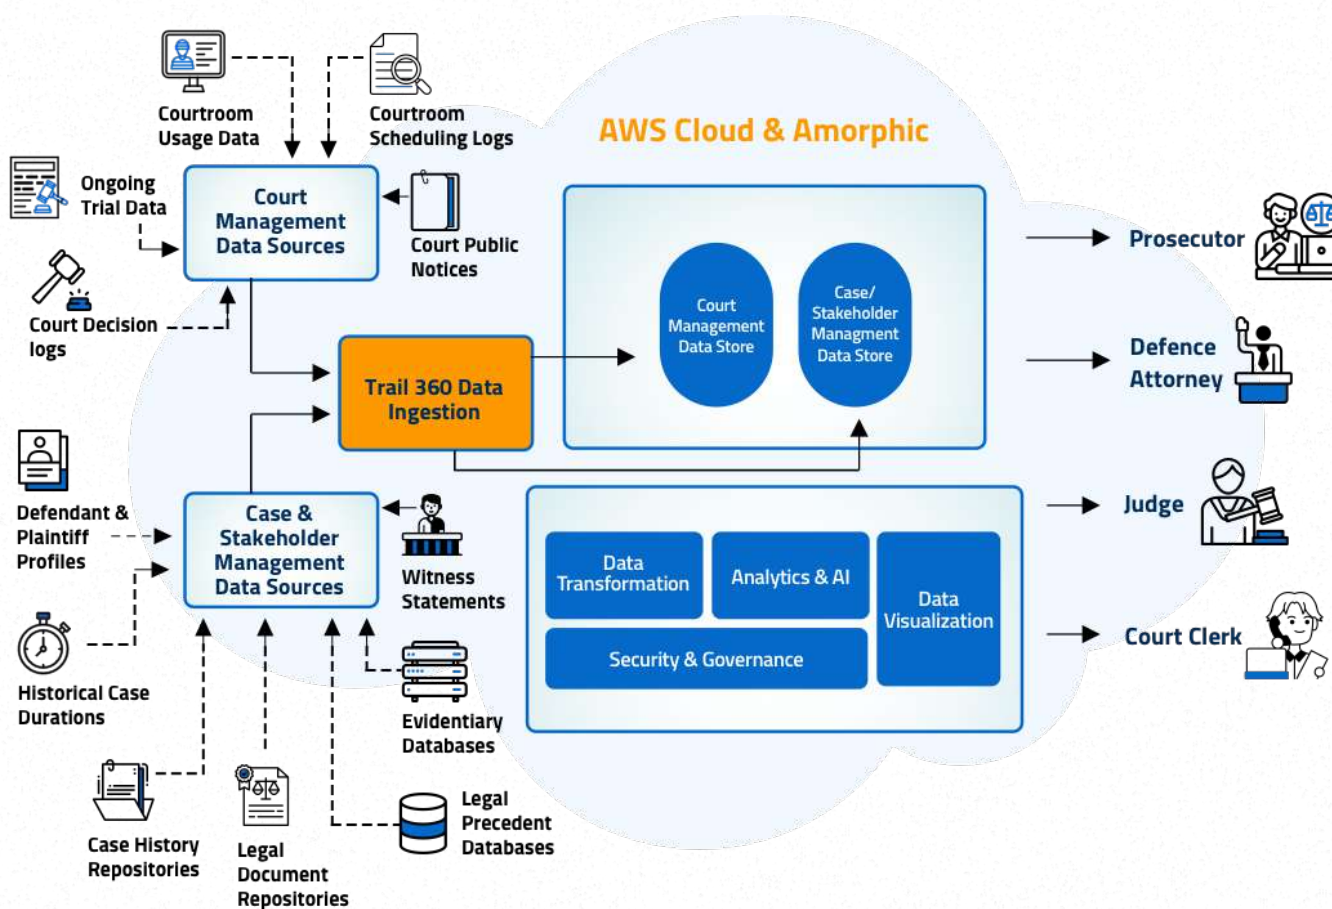 Courtroom
Usage Data
Courtroom
Scheduling Logs
AWS Cloud & Amorphic
Ongoing
Trial Data
Court
Management
Data Sources
Court Public
Notices
Court Decision
logs
Trail 360 Data
Ingestion
Court
Management
Data Store
Case/
Stakeholder
Managment
Data Store
Prosecutor
Defence
Attorney
Judge
Court Clerk
Defendant &
Plaintiff
Profiles
Case &
Stakeholder
Management
Data Sources
Witness
Statements
Historical Case
Durations
Evidentiary
Databases
Case History
Repositories
Legal
Document
Repositories
Legal
Precedent
Databases
Data
Transformation
Analytics & AI
Data
Visualization
Security & Governance